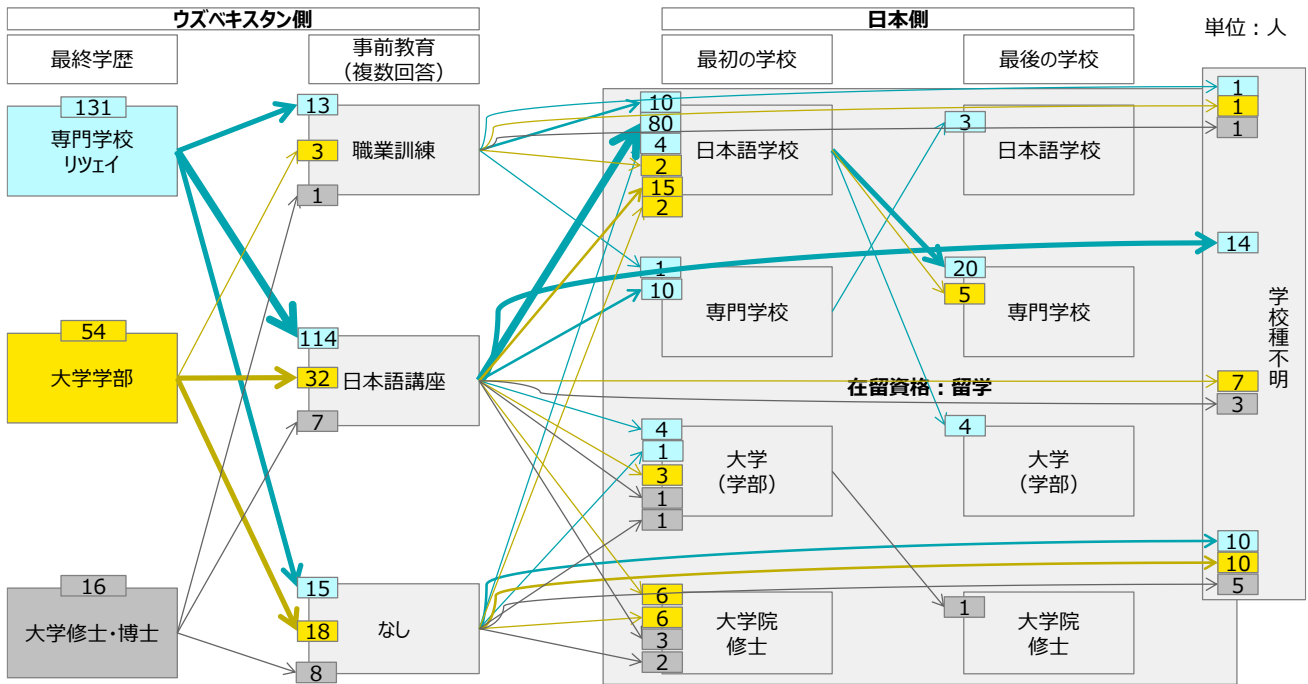 ウズベキスタン側
日本側
単位：人
最終学歴
事前教育
（複数回答）
最初の学校
最後の学校
131
専門学校
リツェイ
54
大学学部
16
大学修士・博士
13
3
1
職業訓練
114
32
7
日本語講座
15
18
8
なし
10
80
4
2
15
2
日本語学校
1
10
専門学校
4
1
3
1
1
大学
（学部）
6
6
3
2
大学院
修士
3
日本語学校
20
5
専門学校
在留資格：留学
4
大学
（学部）
1
大学院
修士
1
1
1
14
学校種不明
7
3
10
10
5